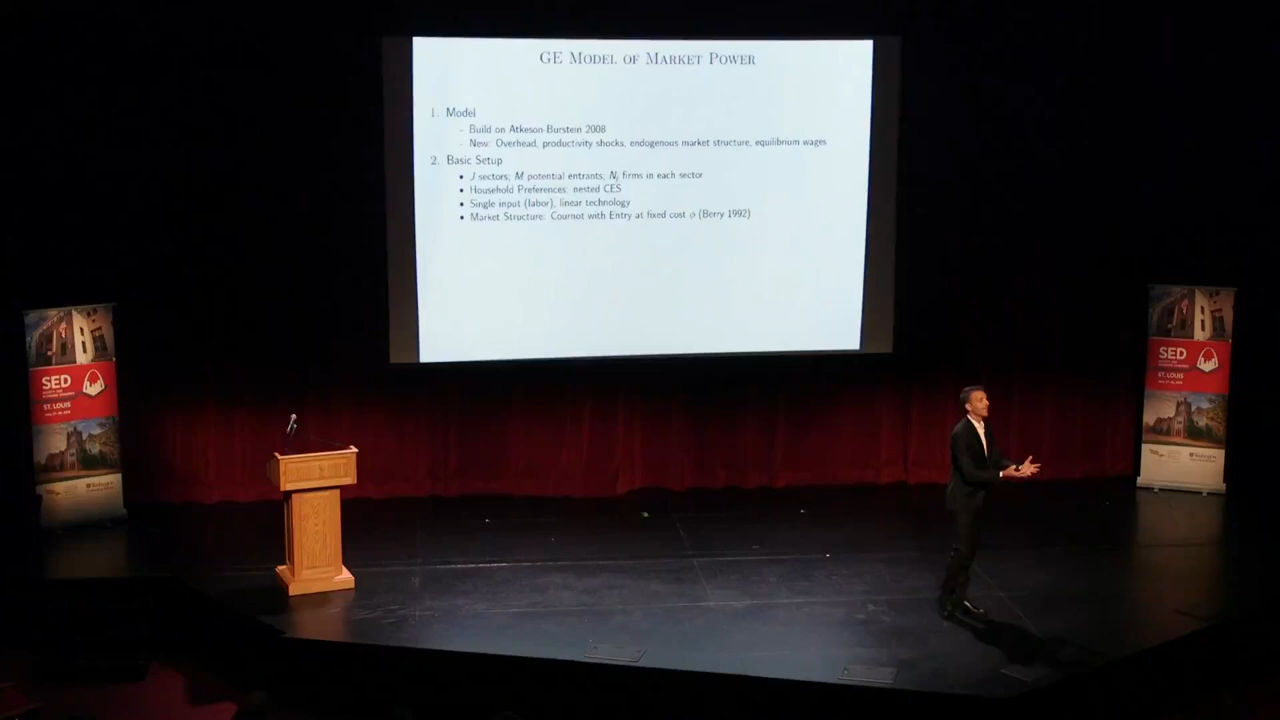 GE Model of Market Power
1. Model
- Build on Atkeson-Burstein 2008
- New: Overhead, productivity shocks, endogenous market structure, equilibrium wages
2. Basic Setup
• J sectors; M potential entrants; Nj firms in each sector
• Household Preferences: nested CES
• Single input (labor), linear technology
• Market Structure: Cournot with Entry at fixed cost φ (Berry 1992)
SED
ST. LOUIS
SED
ST. LOUIS